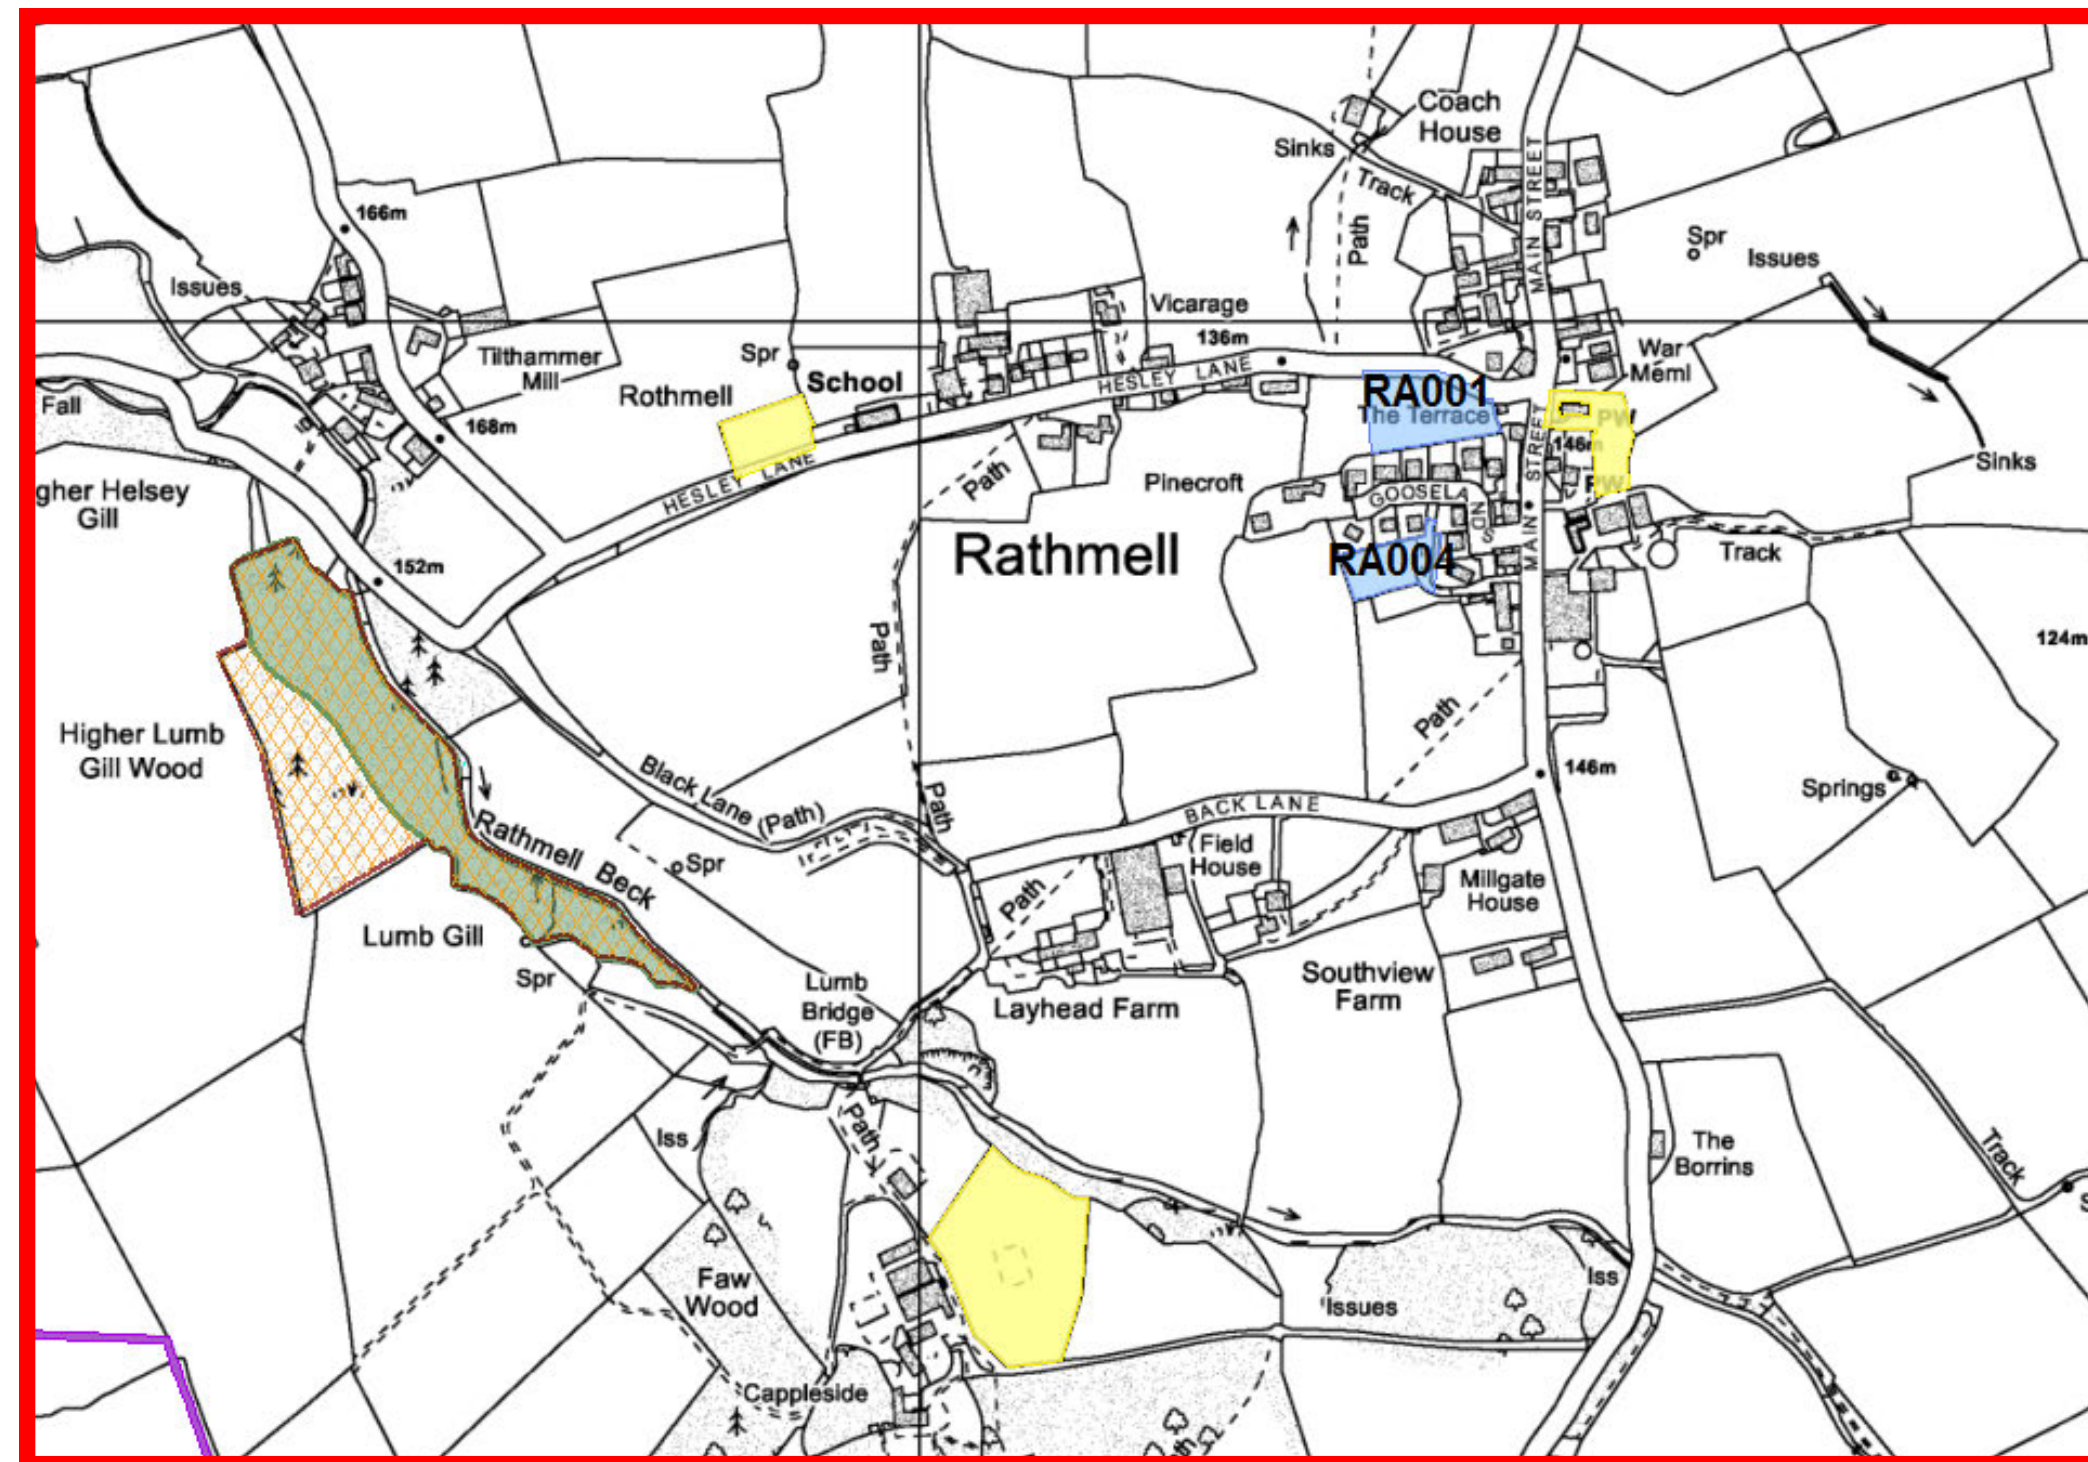 Coach
House
Sinks
Track
MAIN STREET
Path
166m
Spr
Issues
Issues
Vicarage
136m
Tilthammer
Mill
Spr
School
Rothmell
HESLEY LANE
RA001
The Terrace
War
Meml
PW
146m
PW
Fall
168m
HESLEY LANE
Path
Pinecroft
GOOSELANDS
MAIN STREET
Sinks
gher Helsey
Gill
Rathmell
RA004
Track
152m
Path
124m
Higher Lumb
Gill Wood
Path
Black Lane (Path)
Path
146m
Springs
BACK LANE
Rathmell Beck
Spr
Field
House
Path
Millgate
House
Lumb Gill
Spr
Lumb
Bridge
(FB)
Layhead Farm
Southview
Farm
Iss
Path
The
Borrins
Track
S
Faw
Wood
Issues
Iss
Cappleside